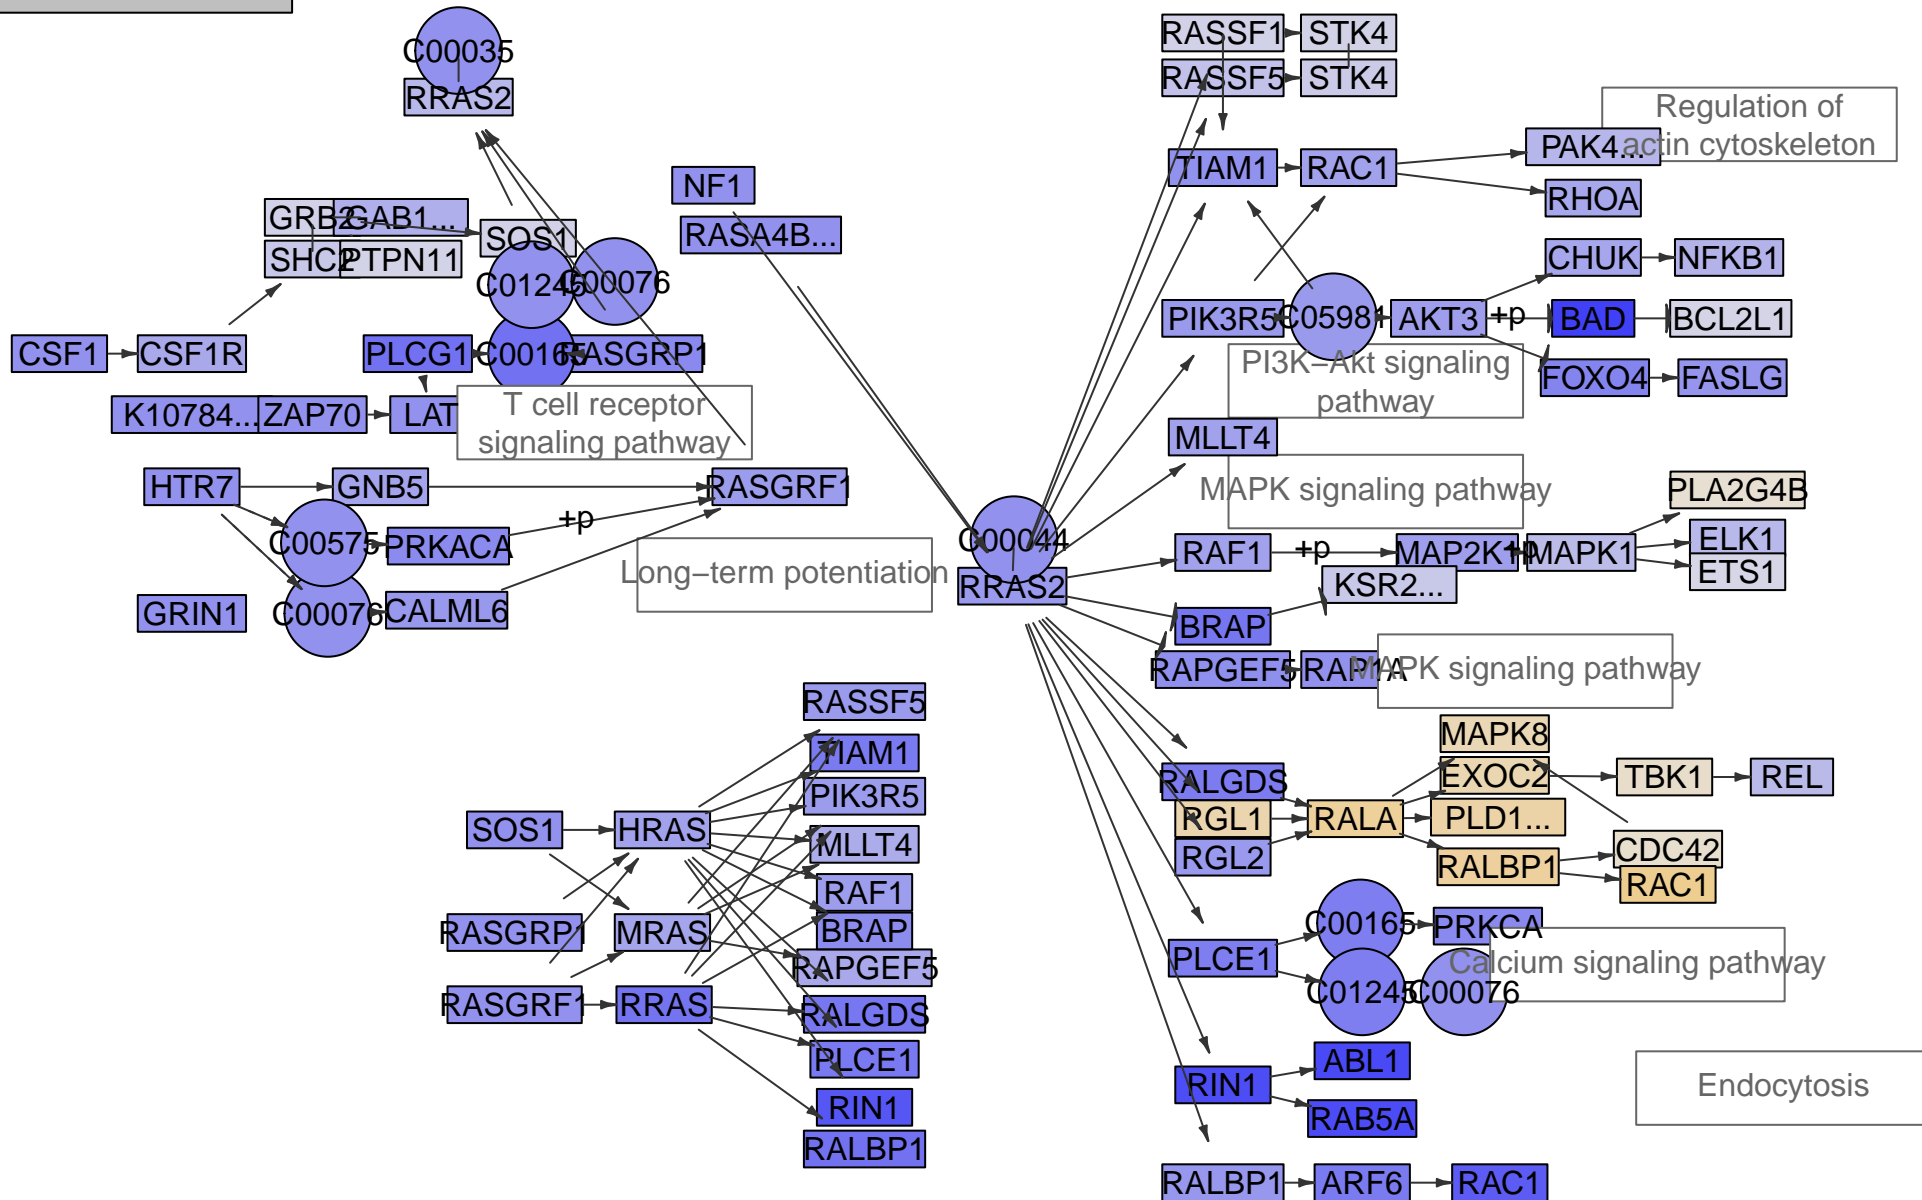 C00035
RRAS2
RASSF1
STK4
RASSF5
STK4
Regulation of
actin cytoskeleton
PAK4...
TIAM1
RAC1
RHOA
NF1
RASA4B...
GRB2
GAB1...
SOS1
SHC2
PTPN11
C01245
C00076
CHUK
NFKB1
PIK3R5
C05981
AKT3
+p
BAD
BCL2L1
CSF1
CSF1R
PLCG1
C00165
RASGRP1
PI3K–Akt signaling
pathway
FOXO4
FASLG
K10784...
ZAP70
LAT
T cell receptor
signaling pathway
MLLT4
HTR7
GNB5
RASGRF1
MAPK signaling pathway
PLA2G4B
+p
C00575
PRKACA
C00044
RAF1
+p
MAP2K1
+p
MAPK1
ELK1
ETS1
Long–term potentiation
RRAS2
KSR2...
GRIN1
C00076
CALML6
BRAP
RAPGEF5
RAP1A
MAPK signaling pathway
RASSF5
TIAM1
PIK3R5
MLLT4
RAF1
BRAP
RAPGEF5
RALGDS
PLCE1
RIN1
RALBP1
SOS1
HRAS
RASGRP1
MRAS
RASGRF1
RRAS
MAPK8
RALGDS
EXOC2
TBK1
REL
RGL1
RALA
PLD1...
RGL2
RALBP1
CDC42
RAC1
C00165
PRKCA
PLCE1
Calcium signaling pathway
C01245
C00076
RIN1
ABL1
RAB5A
Endocytosis
RALBP1
ARF6
RAC1